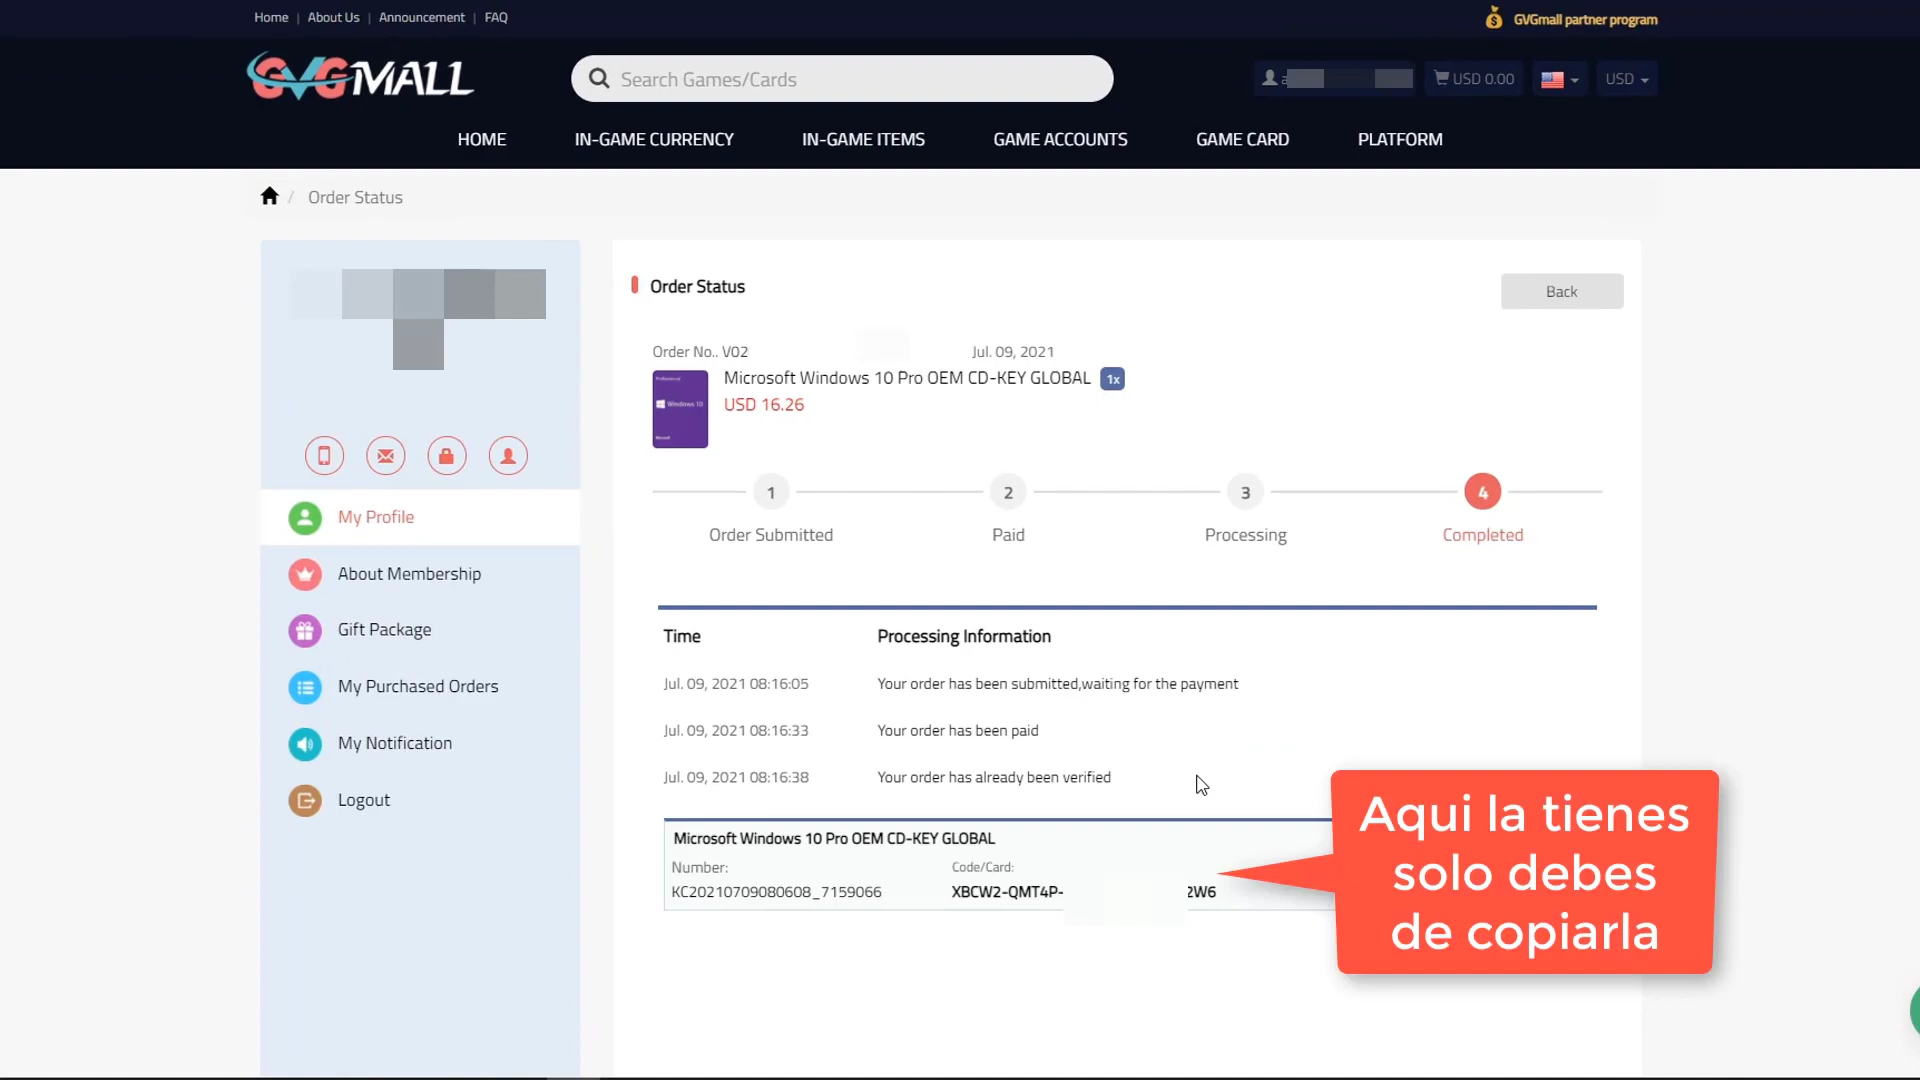 Home | About Us | Announcement | FAQ
GVGmall partner program
GVGMALL
Search Games/Cards
USD 0.00
USD
HOME IN-GAME CURRENCY IN-GAME ITEMS GAME ACCOUNTS GAME CARD PLATFORM
/ Order Status
My Profile
About Membership
Gift Package
My Purchased Orders
My Notification
Logout
Order Status
Back
Order No.. V02 Jul. 09, 2021
Microsoft Windows 10 Pro OEM CD-KEY GLOBAL 1x
USD 16.26
Windows 10
1 2 3 4
Order Submitted Paid Processing Completed
Time Processing Information
Jul. 09, 2021 08:16:05 Your order has been submitted,waiting for the payment
Jul. 09, 2021 08:16:33 Your order has been paid
Jul. 09, 2021 08:16:38 Your order has already been verified
Microsoft Windows 10 Pro OEM CD-KEY GLOBAL
Number: Code/Card:
KC20210709080608_7159066 XBCW2-QMT4P- 2W6
Aqui la tienes
solo debes
de copiarla